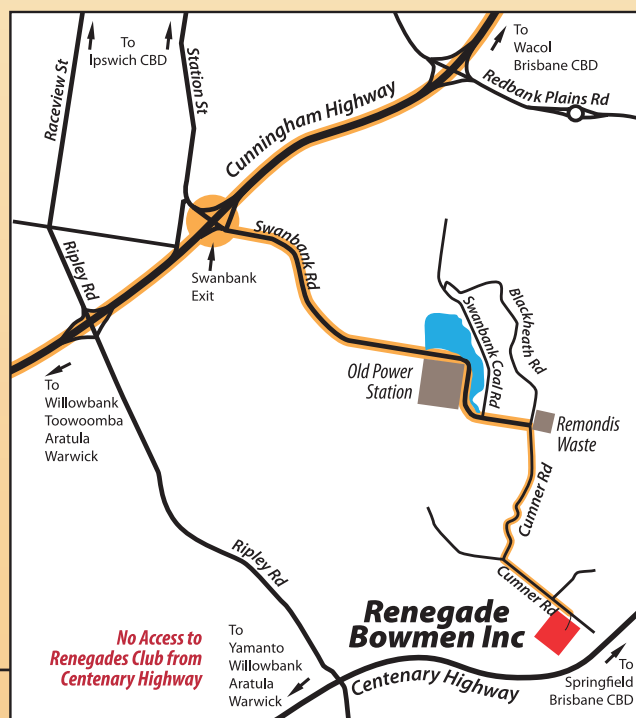 To
Ipswich CBD
Raceview St
Station St
To
Wacol
Brisbane CBD
Redbank Plains Rd
Cunningham Highway
Swanbank Rd
Swanbank
Exit
Ripley Rd
To
Willowbank
Toowoomba
Aratula
Warwick
Old Power
Station
Swanbank Coal Rd
Blackheath Rd
Remondis
Waste
Cumner Rd
Cumner Rd
Ripley Rd
Renegade
Bowmen Inc
No Access to
Renegades Club from
Centenary Highway
To
Yamanto
Willowbank
Aratula
Warwick
Centenary Highway
To
Springfield
Brisbane CBD